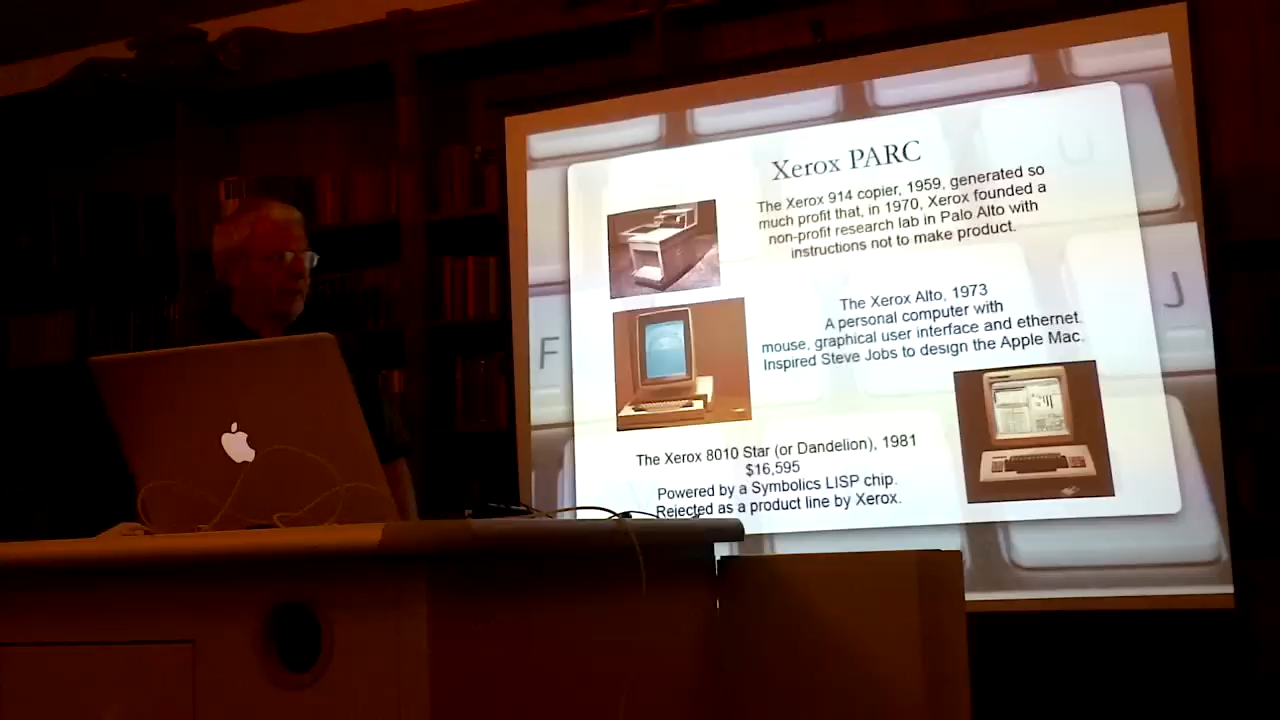 Xerox PARC
The Xerox 914 copier, 1959, generated so
much profit that, in 1970, Xerox founded a
non-profit research lab in Palo Alto with
instructions not to make product.
The Xerox Alto, 1973
A personal computer with
mouse, graphical user interface and ethernet.
Inspired Steve Jobs to design the Apple Mac.
The Xerox 8010 Star (or Dandelion), 1981
$16,595
Powered by a Symbolics LISP chip.
Rejected as a product line by Xerox.
F
U
J